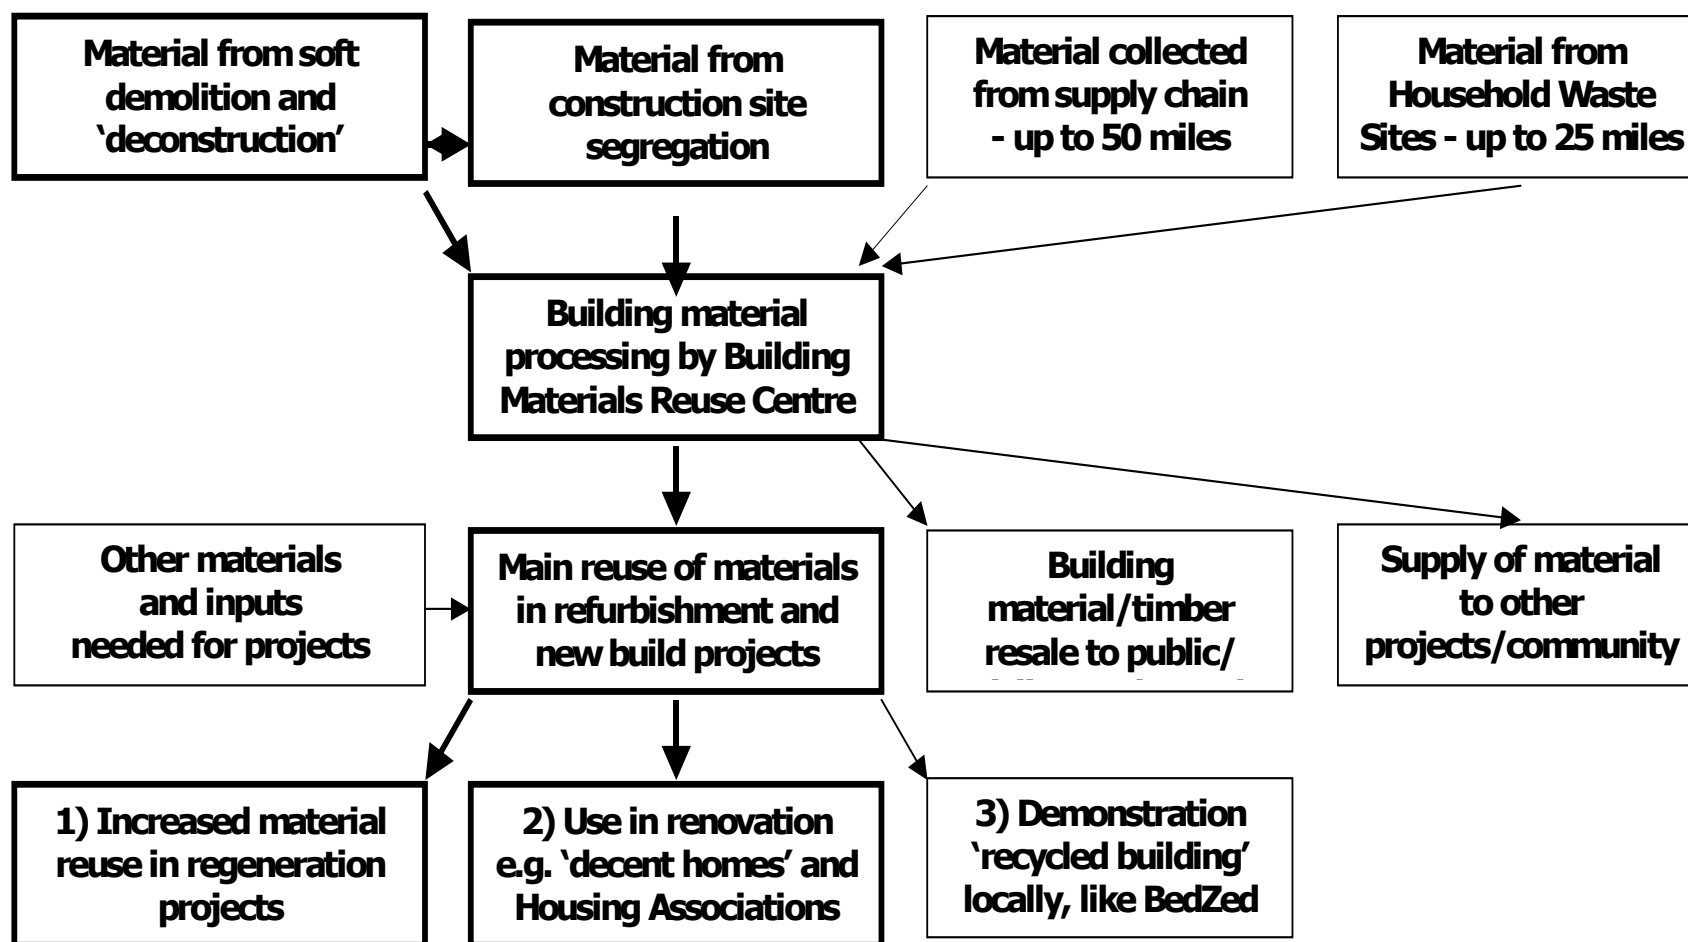 Material from soft
demolition and
‘deconstruction’
Material from
construction site
segregation
Material collected
from supply chain
- up to 50 miles
Material from
Household Waste
Sites - up to 25 miles
Building material
processing by Building
Materials Reuse Centre
Other materials
and inputs
needed for projects
Main reuse of materials
in refurbishment and
new build projects
Building
material/timber
resale to public/
Supply of material
to other
projects/community
1) Increased material
reuse in regeneration
projects
2) Use in renovation
e.g. ‘decent homes’ and
Housing Associations
3) Demonstration
‘recycled building’
locally, like BedZed